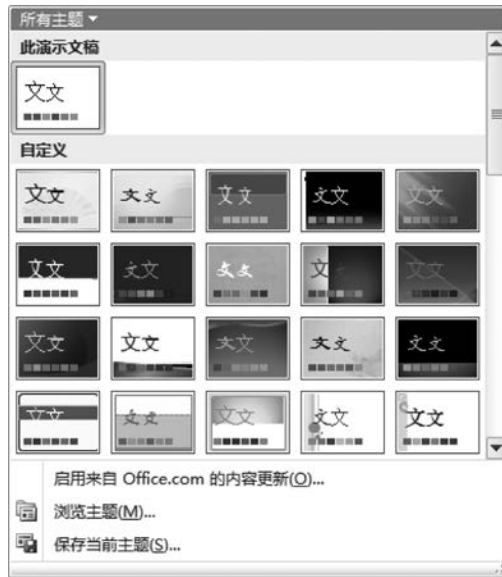 所有主题
此演示文稿
文文
自定义
文文 文文 文文 文文 文文
文文 文文 文文 文文 文文
文文 文文 文文 文文 文文
文文 文文 文文 文文 文文
启用来自 Office.com 的内容更新(O)...
浏览主题(M)...
保存当前主题(S)...